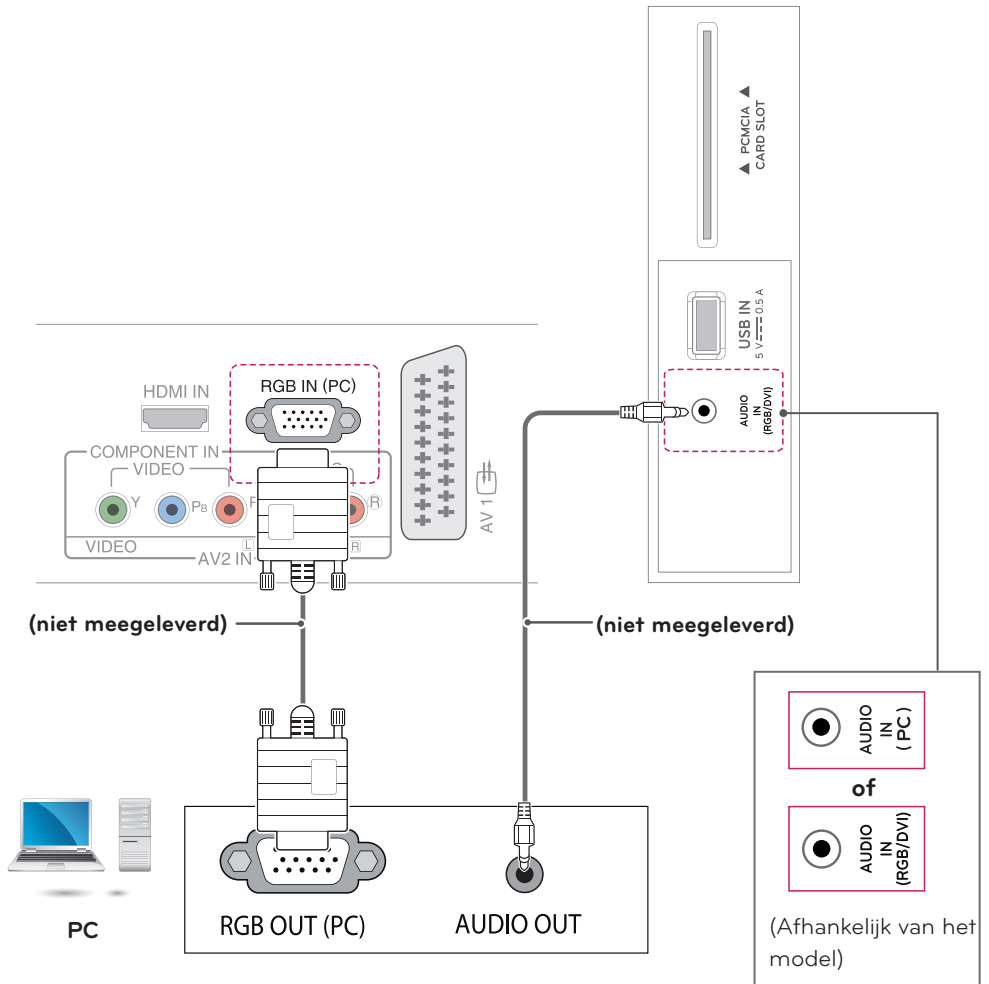 ▲ PCMCIA ▲
CARD SLOT
USB IN
5 V 0.5 A
AUDIO
IN
(RGB/DVI)
HDMI IN
RGB IN (PC)
COMPONENT IN
VIDEO
Y
PB
P
R
VIDEO
L
R
AV2 IN
AV 1
(niet meegeleverd)
(niet meegeleverd)
AUDIO
IN
(PC)
of
AUDIO
IN
(RGB/DVI)
(Afhankelijk van het
model)
PC
RGB OUT (PC)
AUDIO OUT